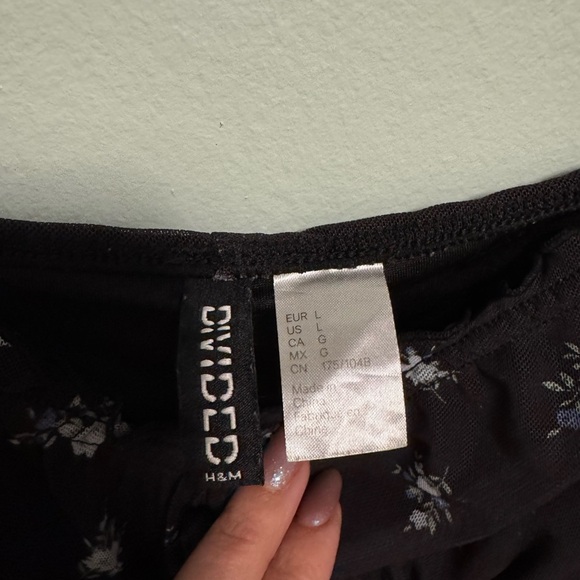 DIVIDED
H&M
EUR L
US L
CA G
MX G
CN 175/104B
Made in
China
Fabriqué en
Chine